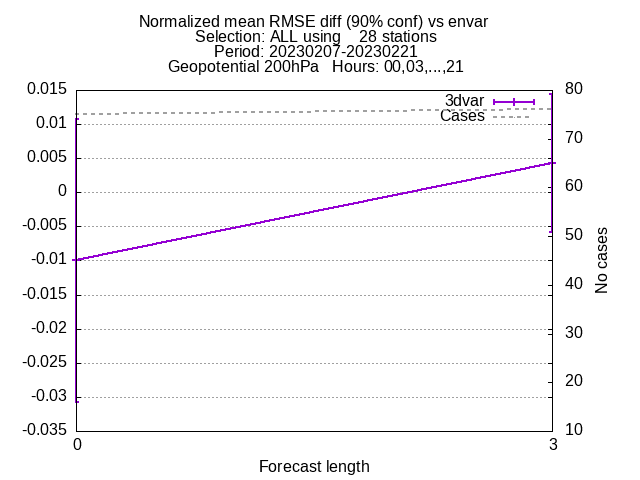 Normalized mean RMSE diff (90% conf) vs envar
Selection: ALL using    28 stations
Period: 20230207-20230221
Geopotential 200hPa   Hours: 00,03,...,21
3dvar
Cases
0.015
0.01
0.005
0
-0.005
-0.01
-0.015
-0.02
-0.025
-0.03
-0.035
80
70
60
50
40
30
20
10
No cases
0
3
Forecast length